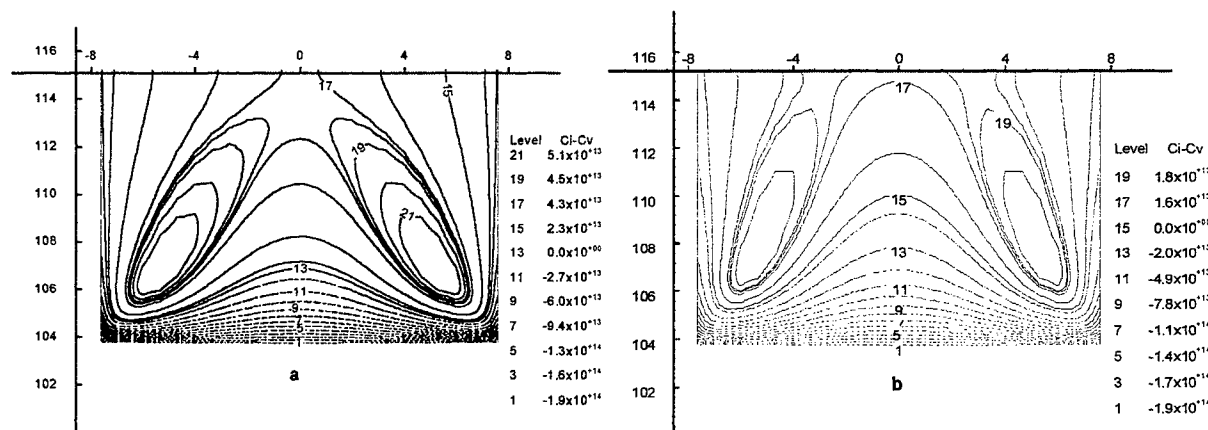 -8 -4 0 4 8
116
114
112
110
108
106
104
102
17
15
19
19
21
13
11
9
5
1
a
Level Ci-Cv
21 5.1x10⁺¹³
19 4.5x10⁺¹³
17 4.3x10⁺¹³
15 2.3x10⁺¹³
13 0.0x10⁺⁰⁰
11 -2.7x10⁺¹³
9 -6.0x10⁺¹³
7 -9.4x10⁺¹³
5 -1.3x10⁺¹⁴
3 -1.6x10⁺¹⁴
1 -1.9x10⁺¹⁴
-8 -4 0 4 8
116
114
112
110
108
106
104
102
17
19
15
13
11
9
5
1
b
Level Ci-Cv
19 1.8x10⁺¹³
17 1.6x10⁺¹³
15 0.0x10⁺⁰⁰
13 -2.0x10⁺¹³
11 -4.9x10⁺¹³
9 -7.8x10⁺¹³
7 -1.1x10⁺¹⁴
5 -1.4x10⁺¹⁴
3 -1.7x10⁺¹⁴
1 -1.9x10⁺¹⁴